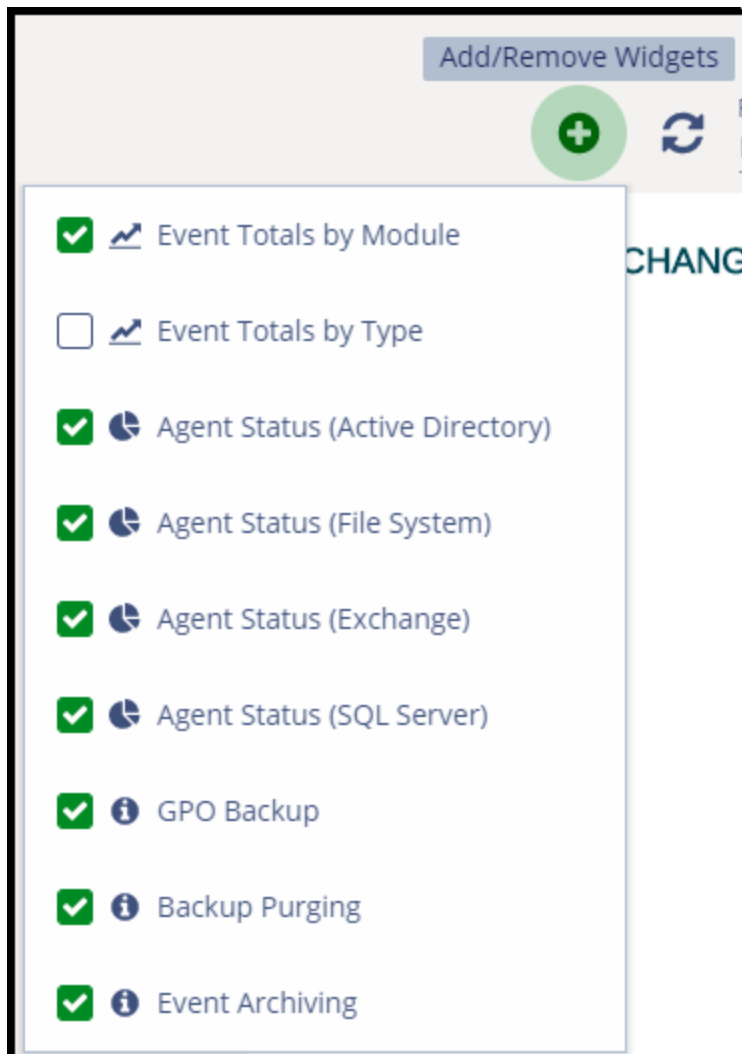 Add/Remove Widgets
Event Totals by Module
CHANG
Event Totals by Type
Agent Status (Active Directory)
Agent Status (File System)
Agent Status (Exchange)
Agent Status (SQL Server)
GPO Backup
Backup Purging
Event Archiving